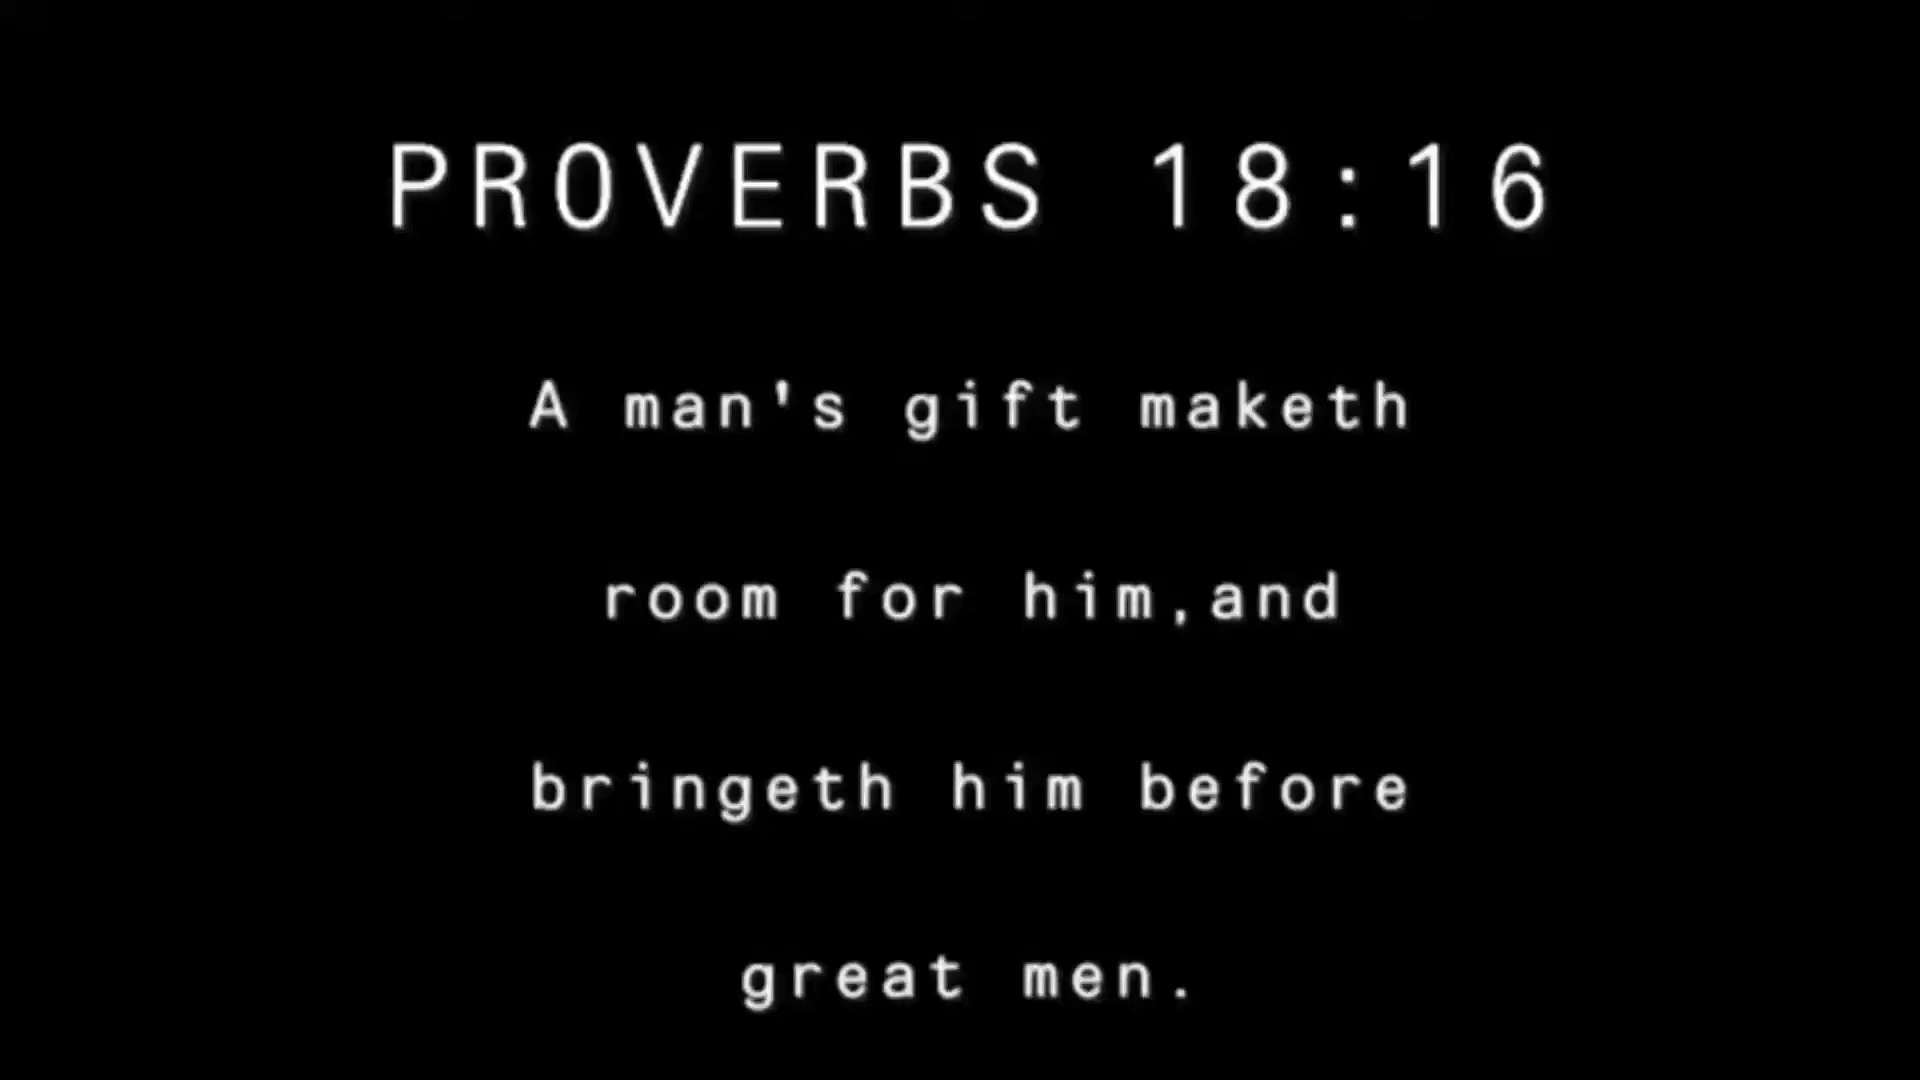 PROVERBS 18:16
A man's gift maketh
room for him,and
bringeth him before
great men.